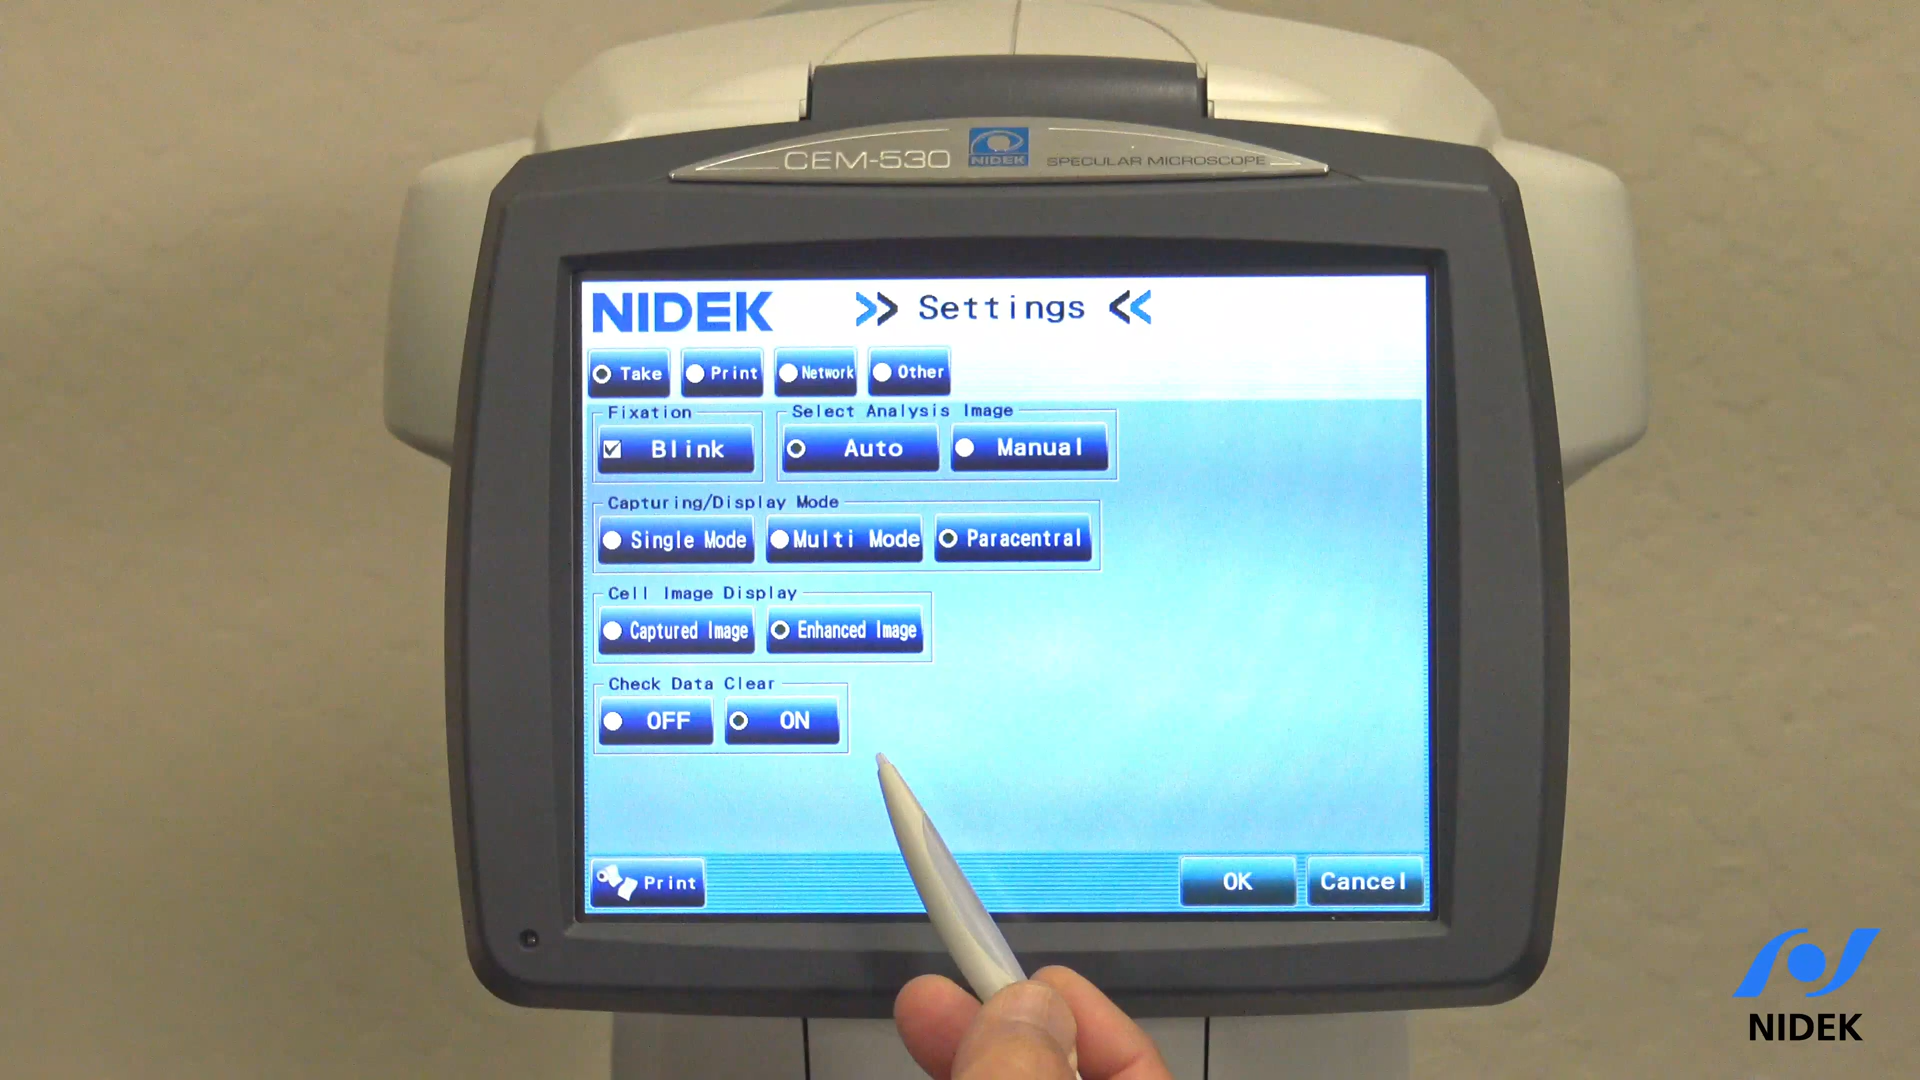 CEM-530 NIDEK SPECULAR MICROSCOPE
NIDEK Settings
Take Print Network Other
Fixation Select Analysis Image
Blink Auto Manual
Capturing/Display Mode
Single Mode Multi Mode Paracentral
Cell Image Display
Captured Image Enhanced Image
Check Data Clear
OFF ON
Print OK Cancel
NIDEK